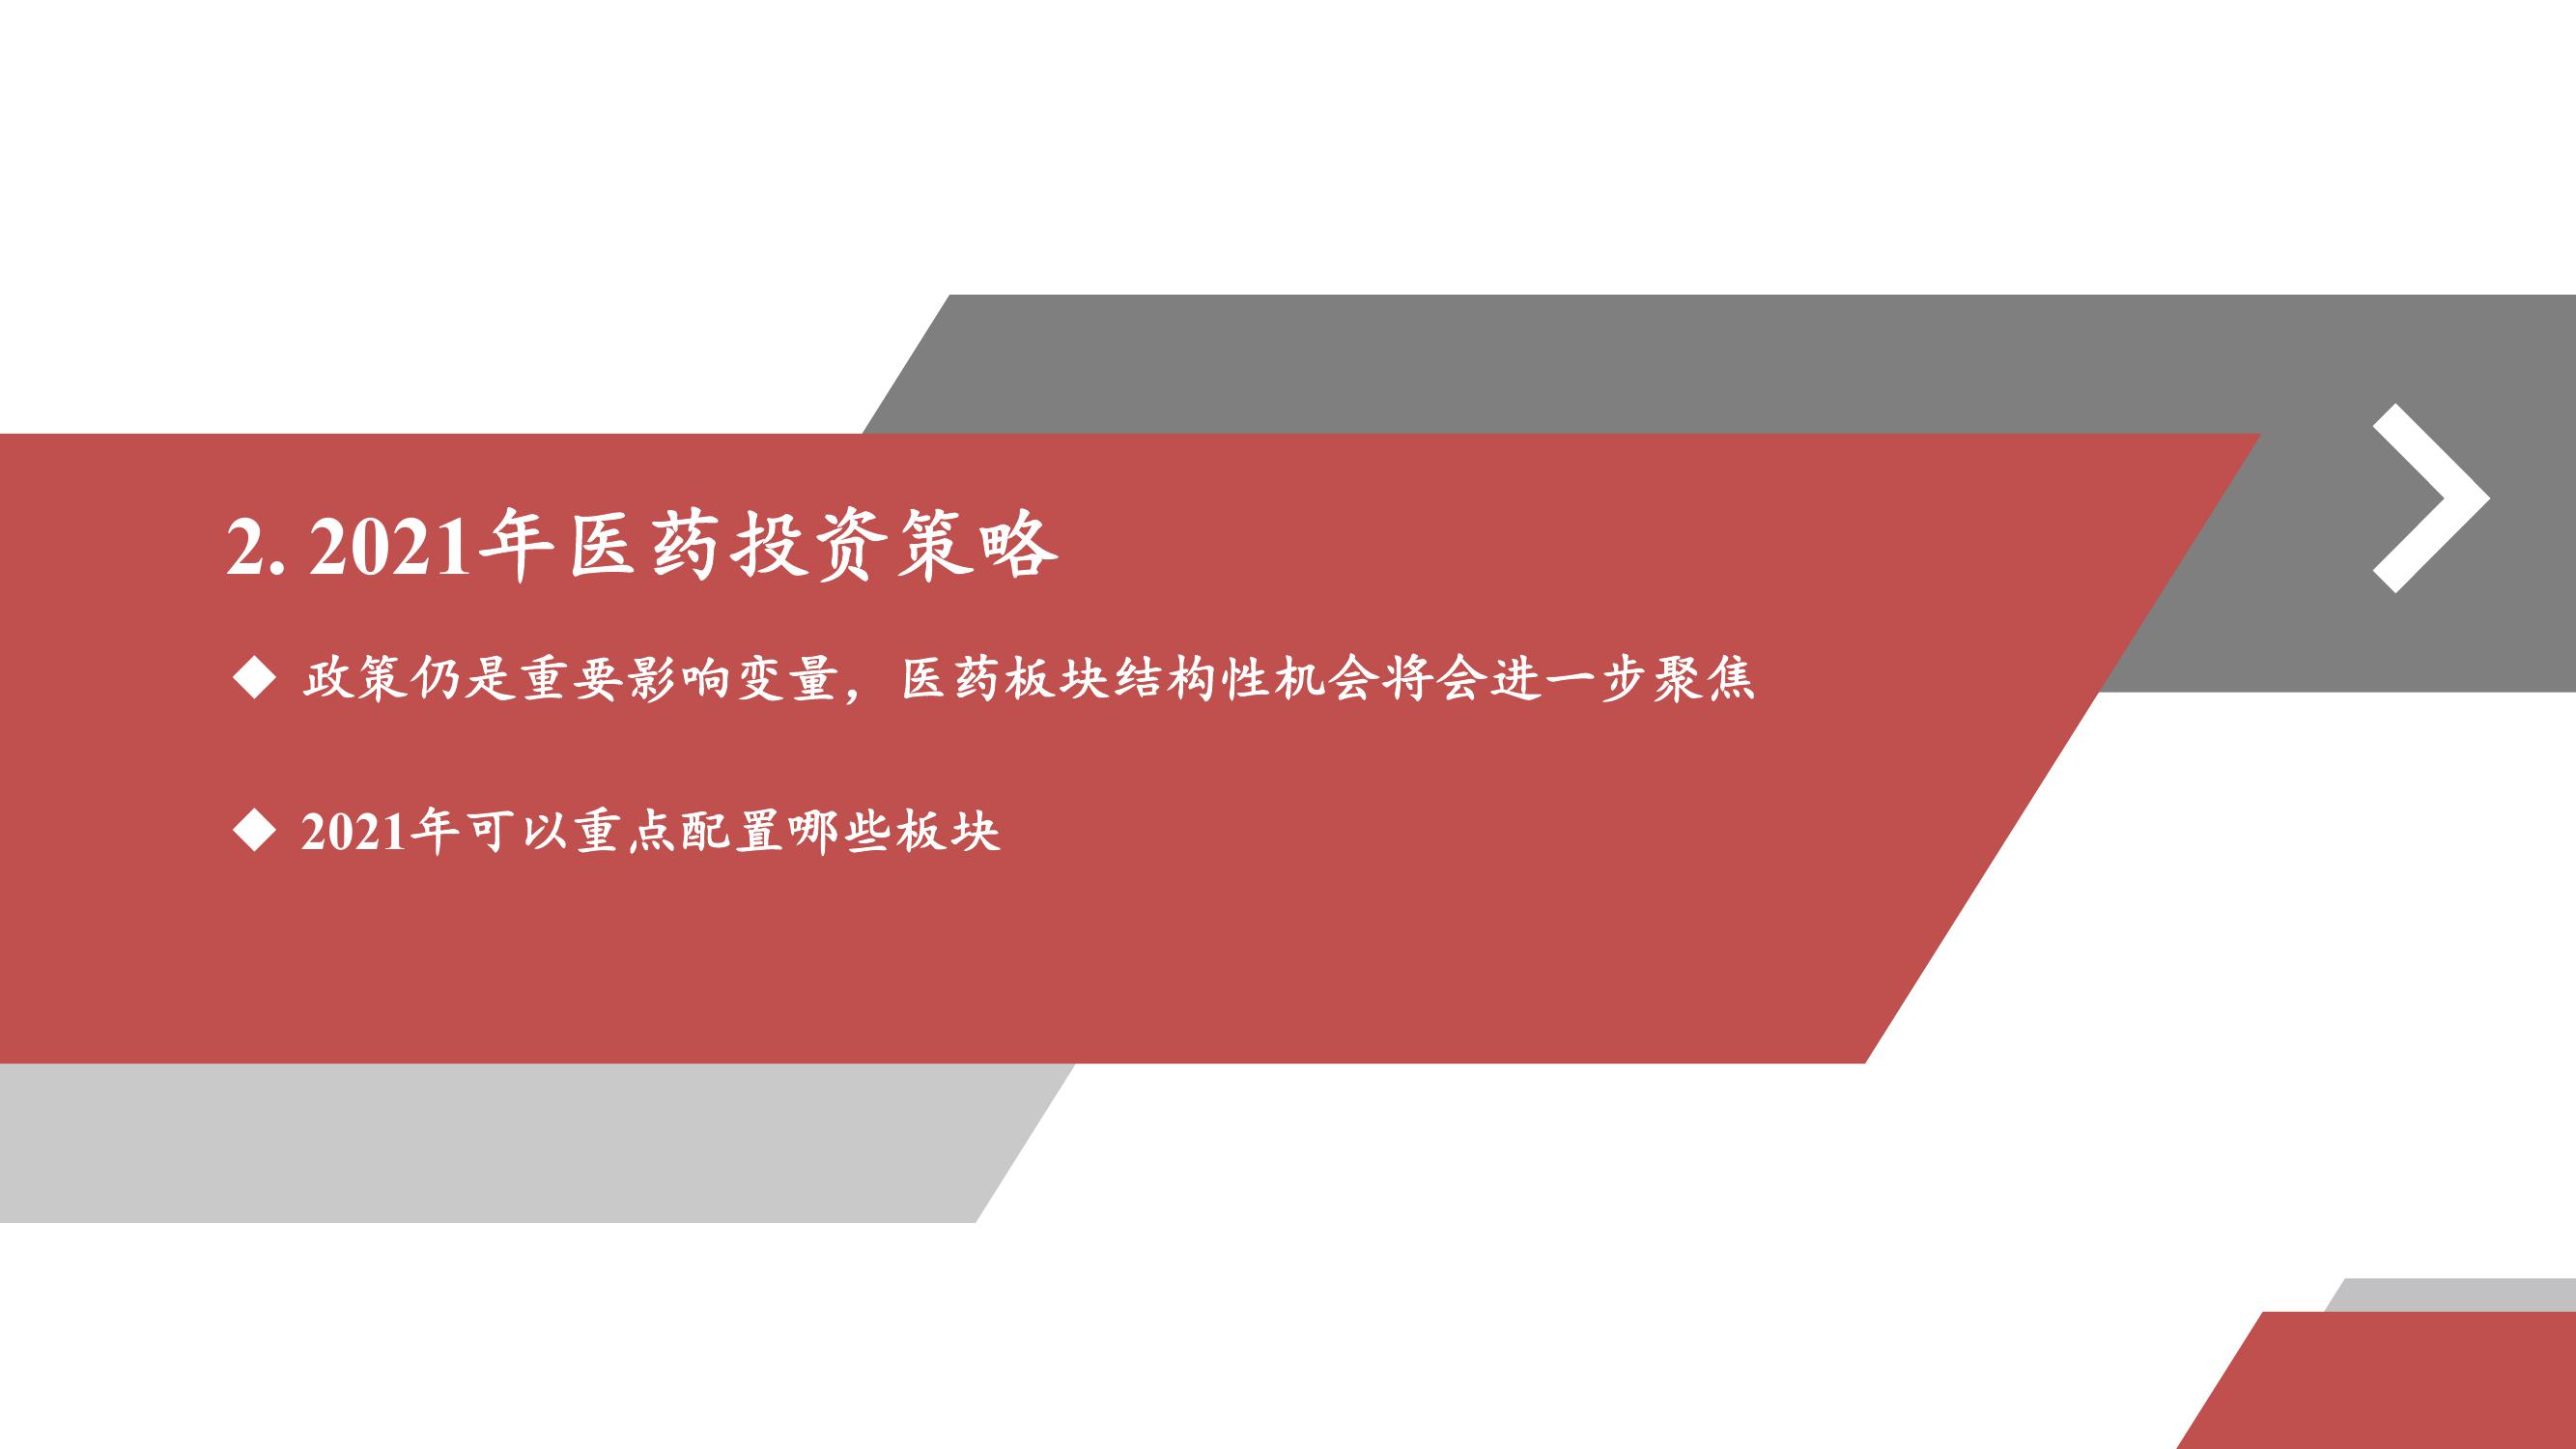 2. 2021年医药投资策略
◆ 政策仍是重要影响变量，医药板块结构性机会将会进一步聚焦
◆ 2021年可以重点配置哪些板块